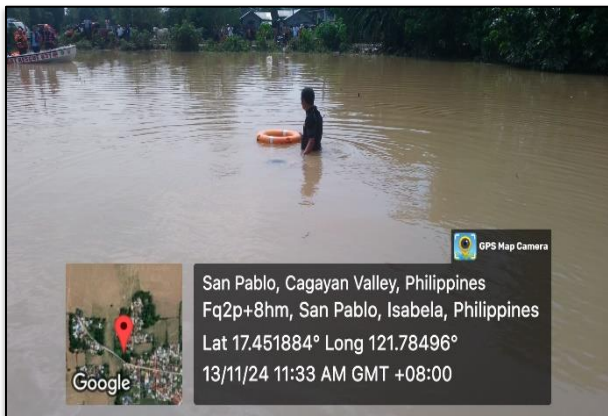 GPS Map Camera
San Pablo, Cagayan Valley, Philippines
Fq2p+8hm, San Pablo, Isabela, Philippines
Lat 17.451884° Long 121.78496°
13/11/24 11:33 AM GMT +08:00
Google